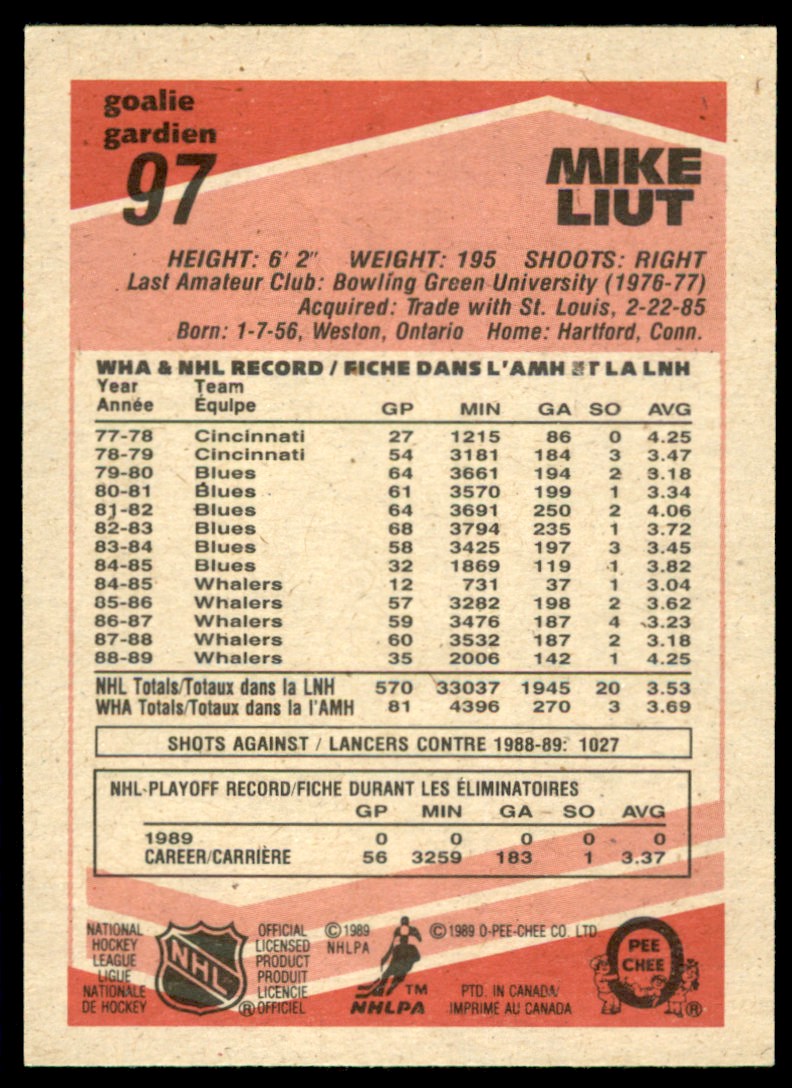 goalie
gardien
97
MIKE
LIUT
HEIGHT: 6' 2" WEIGHT: 195 SHOOTS: RIGHT
Last Amateur Club: Bowling Green University (1976-77)
Acquired: Trade with St. Louis, 2-22-85
Born: 1-7-56, Weston, Ontario Home: Hartford, Conn.
WHA & NHL RECORD / FICHE DANS L'AMH ET LA LNH
Year Team
Année Équipe GP MIN GA SO AVG
77-78 Cincinnati 27 1215 86 0 4.25
78-79 Cincinnati 54 3181 184 3 3.47
79-80 Blues 64 3661 194 2 3.18
80-81 Blues 61 3570 199 1 3.34
81-82 Blues 64 3691 250 2 4.06
82-83 Blues 68 3794 235 1 3.72
83-84 Blues 58 3425 197 3 3.45
84-85 Blues 32 1869 119 1 3.82
84-85 Whalers 12 731 37 1 3.04
85-86 Whalers 57 3282 198 2 3.62
86-87 Whalers 59 3476 187 4 3.23
87-88 Whalers 60 3532 187 2 3.18
88-89 Whalers 35 2006 142 1 4.25
NHL Totals/Totaux dans la LNH 570 33037 1945 20 3.53
WHA Totals/Totaux dans la l'AMH 81 4396 270 3 3.69
SHOTS AGAINST / LANCERS CONTRE 1988-89: 1027
NHL PLAYOFF RECORD/FICHE DURANT LES ÉLIMINATOIRES
GP MIN GA SO AVG
1989 0 0 0 0 0
CAREER/CARRIÈRE 56 3259 183 1 3.37
NATIONAL
HOCKEY
LEAGUE
LIGUE
NATIONALE
DE HOCKEY
NHL
®
OFFICIAL
LICENSED
PRODUCT
PRODUIT
LICENCIE
OFFICIEL
© 1989
NHLPA
TM
NHLPA
© 1989 O-PEE-CHEE CO. LTD.
PTD. IN CANADA/
IMPRIME AU CANADA
PEE
CHEE
®